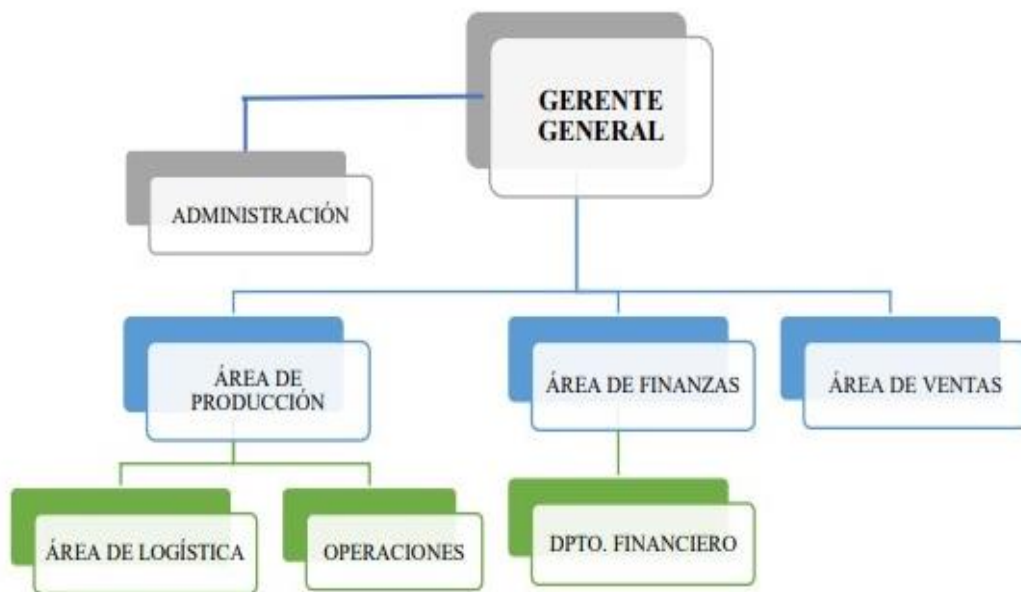 GERENTE
GENERAL
ADMINISTRACIÓN
ÁREA DE
PRODUCCIÓN
ÁREA DE FINANZAS
ÁREA DE VENTAS
ÁREA DE LOGÍSTICA
OPERACIONES
DPTO. FINANCIERO